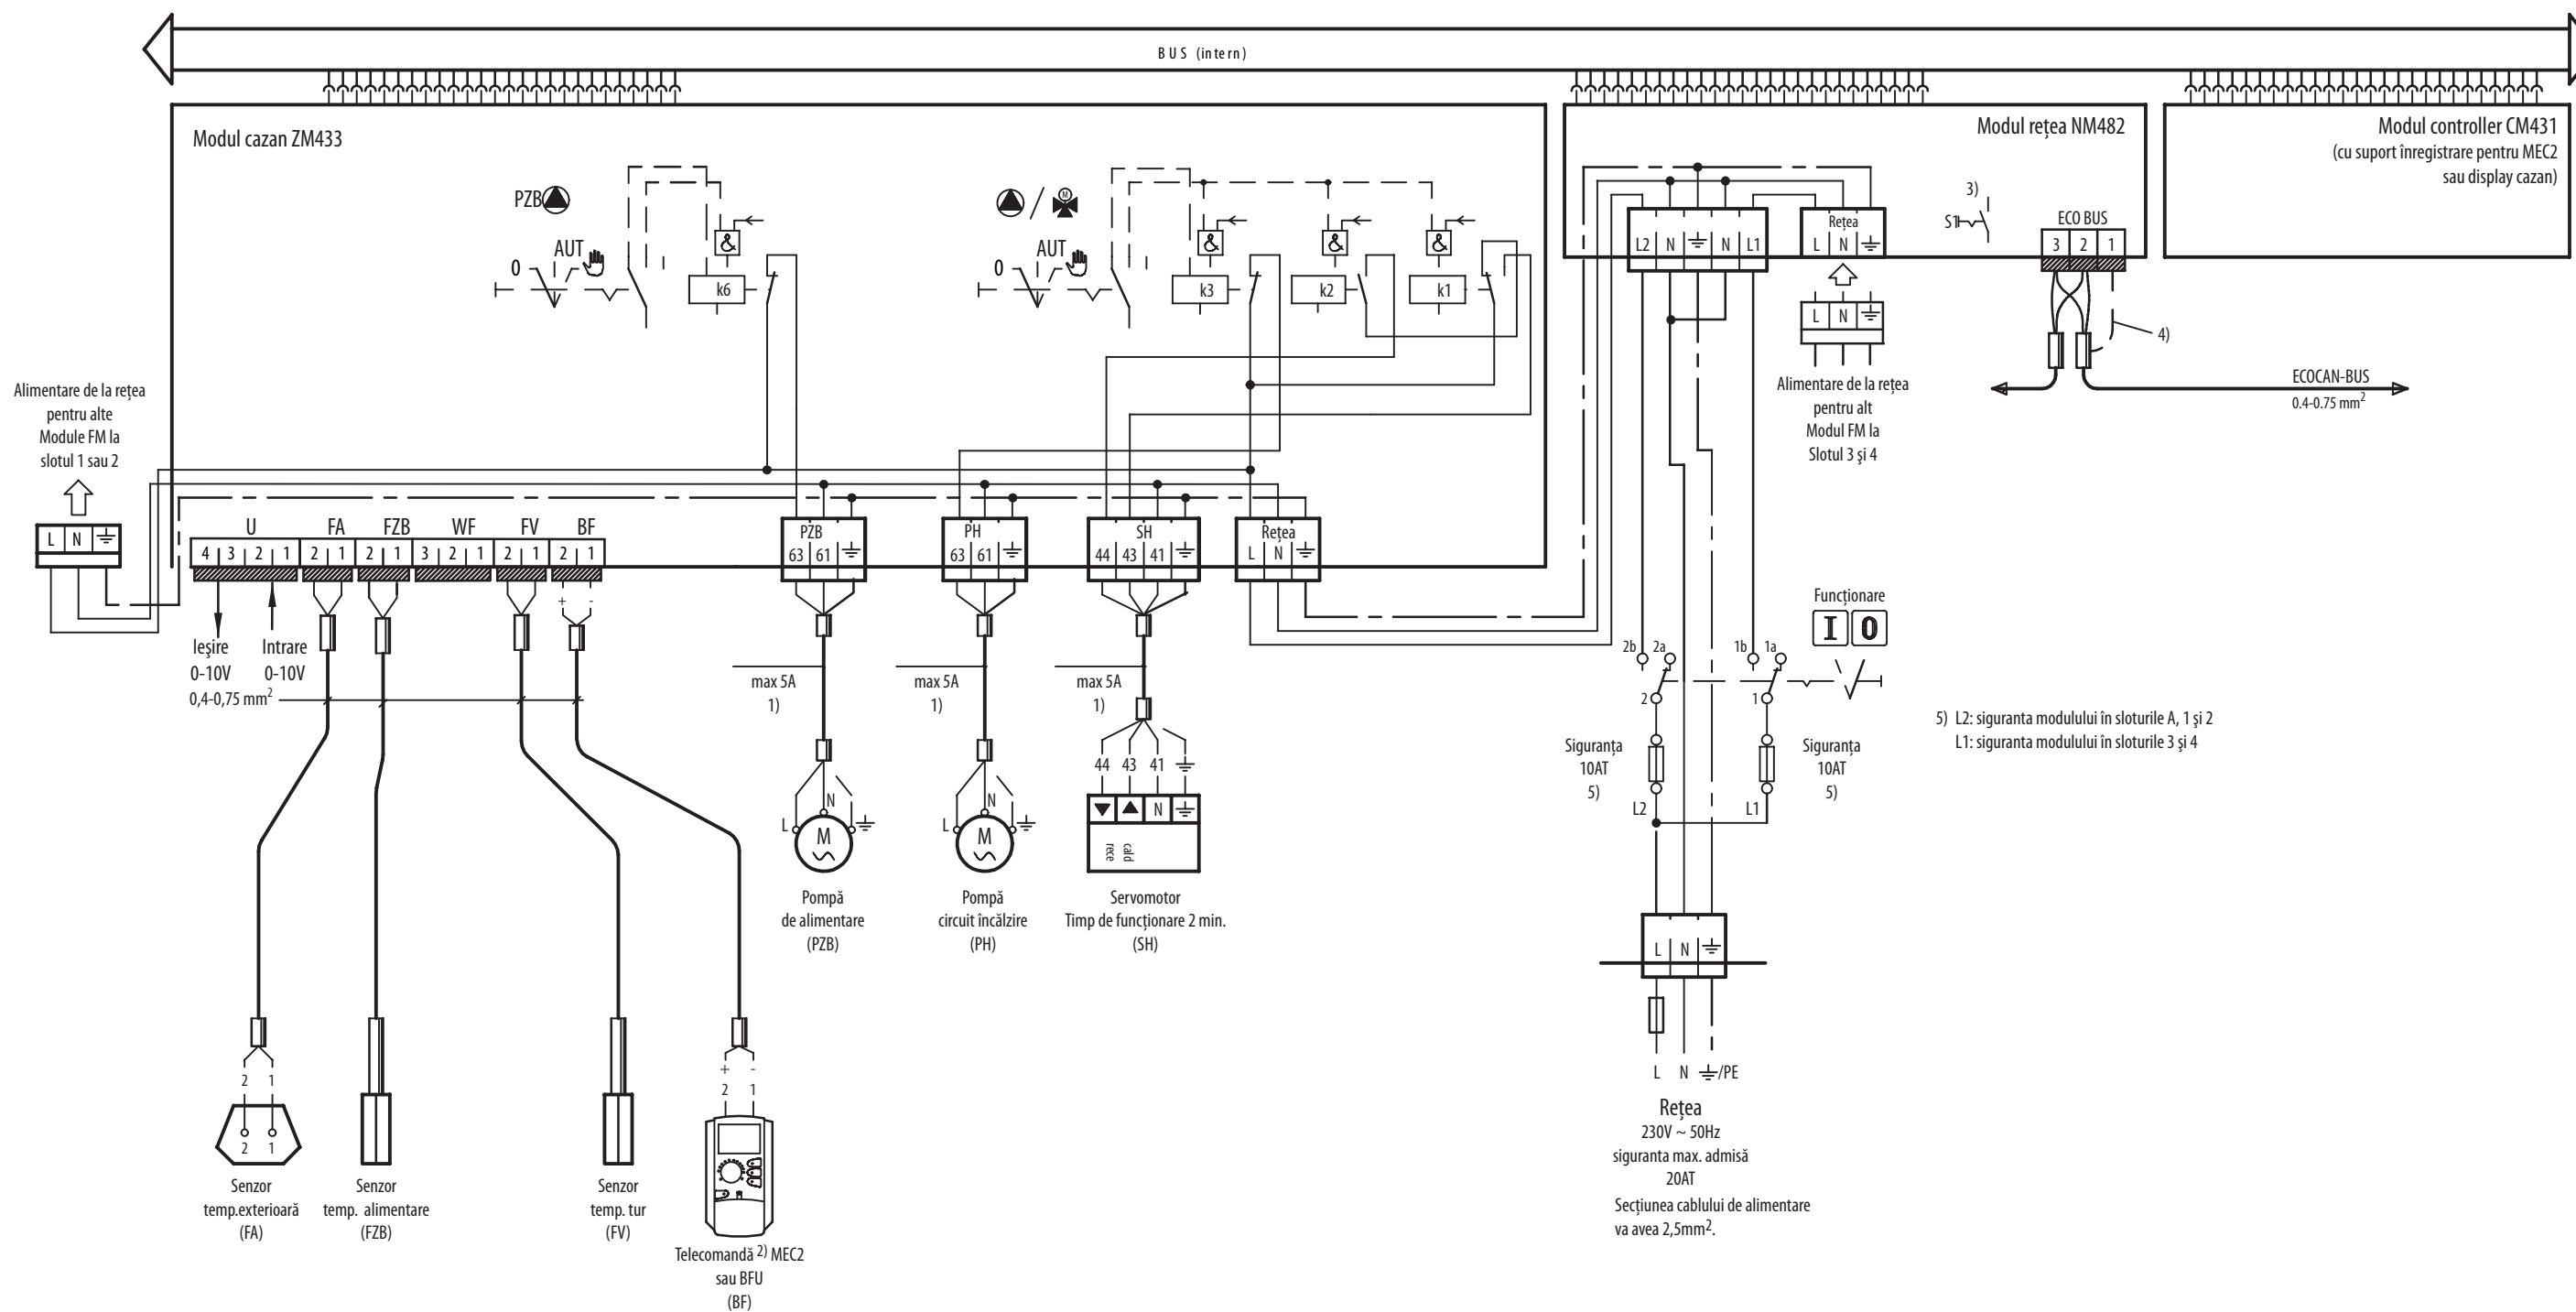 BUS (intern)
Modul cazan ZM433
PZB
AUT
0
k6
AUT
0
M
&
&
&
&
k3
k2
k1
Modul rețea NM482
Modul controller CM431
(cu suport înregistrare pentru MEC2
sau display cazan)
L2 N N L1
Rețea
L N
3)
S1
ECO BUS
3 2 1
4)
ECOCAN-BUS
0.4-0.75 mm2
L N
Alimentare de la rețea
pentru alt
Modul FM la
Slotul 3 și 4
Alimentare de la rețea
pentru alte
Module FM la
slotul 1 sau 2
L N
U FA FZB WF FV BF
4 3 2 1 2 1 2 1 3 2 1 2 1 2 1
PZB
63 61
PH
63 61
SH
44 43 41
Rețea
L N
+ -
Ieșire
0-10V
Intrare
0-10V
0,4-0,75 mm2
max 5A
1)
max 5A
1)
max 5A
1)
44 43 41
N
L N
M
L N
M
rece
cald
Pompă
de alimentare
(PZB)
Pompă
circuit încălzire
(PH)
Servomotor
Timp de funcționare 2 min.
(SH)
Funcționare
I 0
2b 2a 1b 1a
2 1
Siguranța
10AT
5)
Siguranța
10AT
5)
L2 L1
5) L2: siguranta modulului în sloturile A, 1 și 2
L1: siguranta modulului în sloturile 3 și 4
L N
L N /PE
Rețea
230V ~ 50Hz
siguranta max. admisă
20AT
Secțiunea cablului de alimentare
va avea 2,5mm2.
2 1
2 1
+ -
2 1
Senzor
temp.exterioară
(FA)
Senzor
temp. alimentare
(FZB)
Senzor
temp. tur
(FV)
Telecomandă 2) MEC2
sau BFU
(BF)